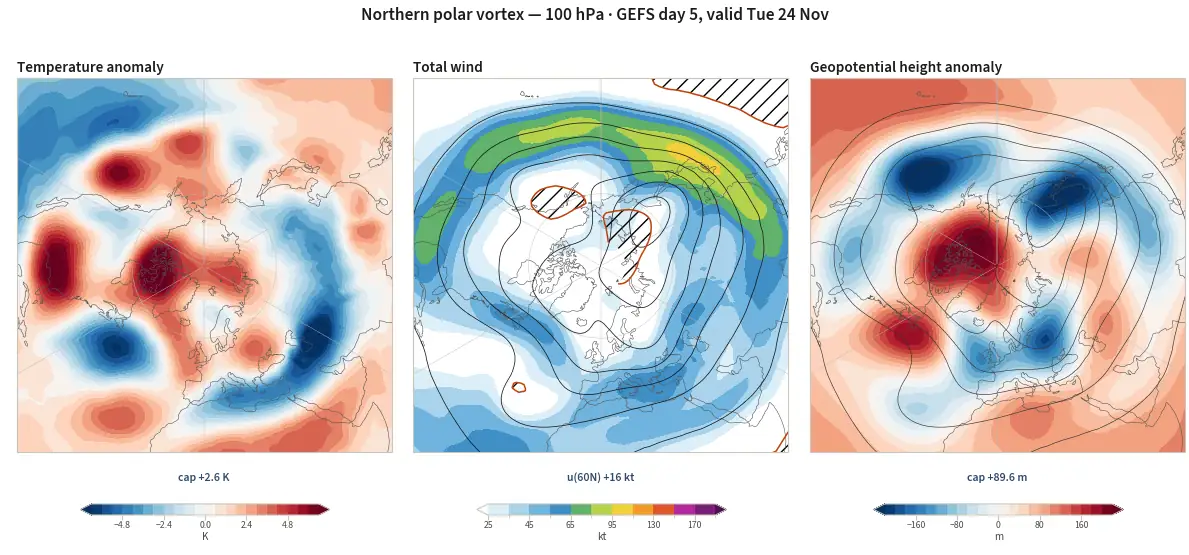 Northern polar vortex — 100 hPa · GEFS day 5, valid Tue 24 Nov
Temperature anomaly
Total wind
Geopotential height anomaly
cap +2.6 K
u(60N) +16 kt
cap +89.6 m
−4.8 −2.4 0.0 2.4 4.8
K
25 45 65 95 130 170
kt
−160 −80 0 80 160
m